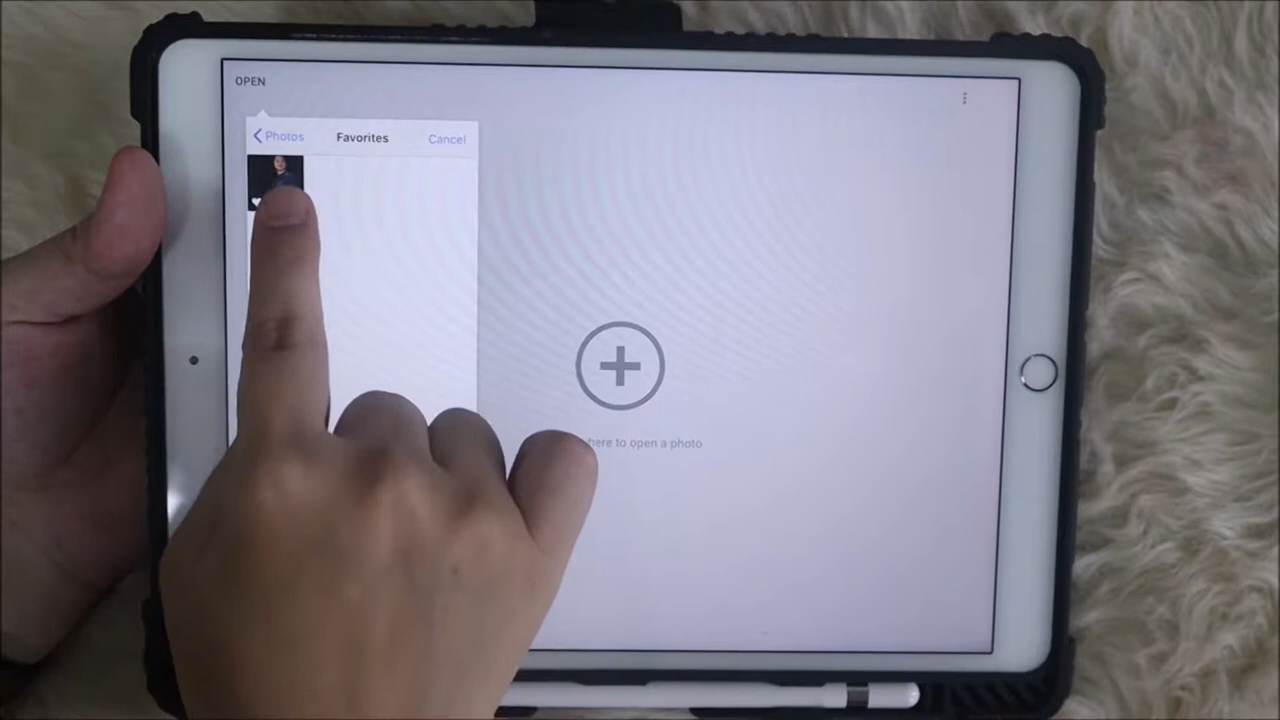 OPEN
Photos
Favorites
Cancel
here to open a photo